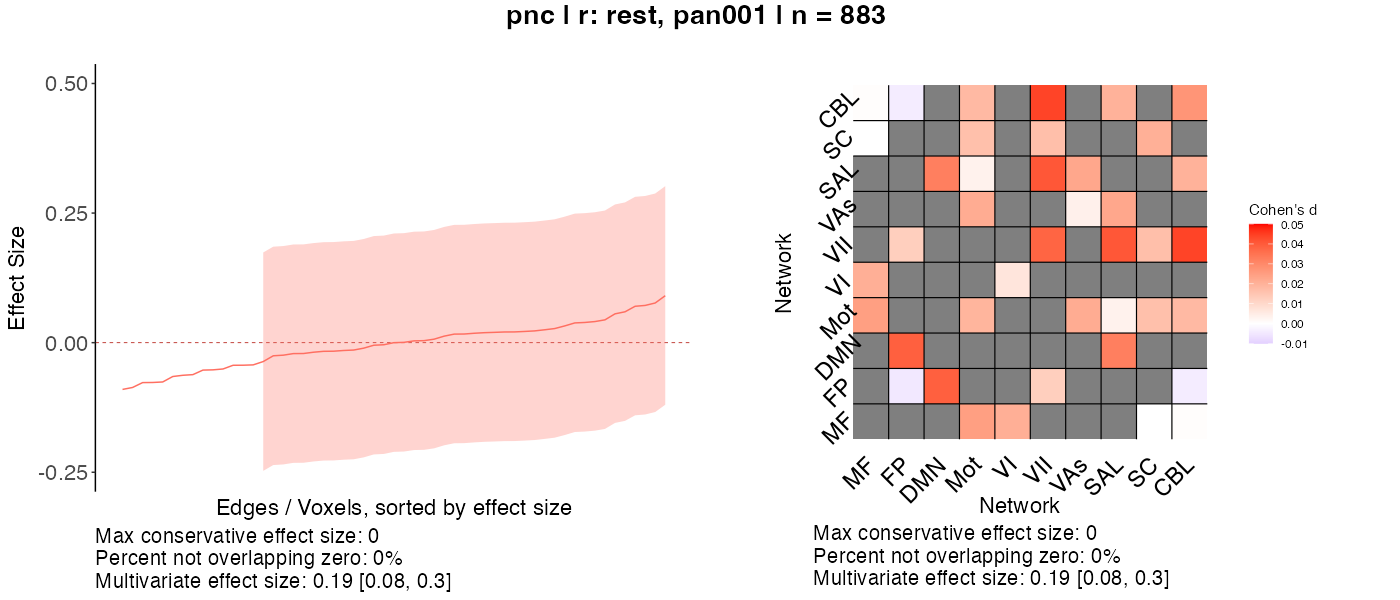 pnc | r: rest, pan001 | n = 883
0.50
0.25
0.00
-0.25
Effect Size
Edges / Voxels, sorted by effect size
Max conservative effect size: 0
Percent not overlapping zero: 0%
Multivariate effect size: 0.19 [0.08, 0.3]
Network
CBL
SC
SAL
VAs
VII
VI
Mot
DMN
FP
MF
MF
FP
DMN
Mot
VI
VII
VAs
SAL
SC
CBL
Network
Max conservative effect size: 0
Percent not overlapping zero: 0%
Multivariate effect size: 0.19 [0.08, 0.3]
Cohen's d
0.05
0.04
0.03
0.02
0.01
0.00
-0.01